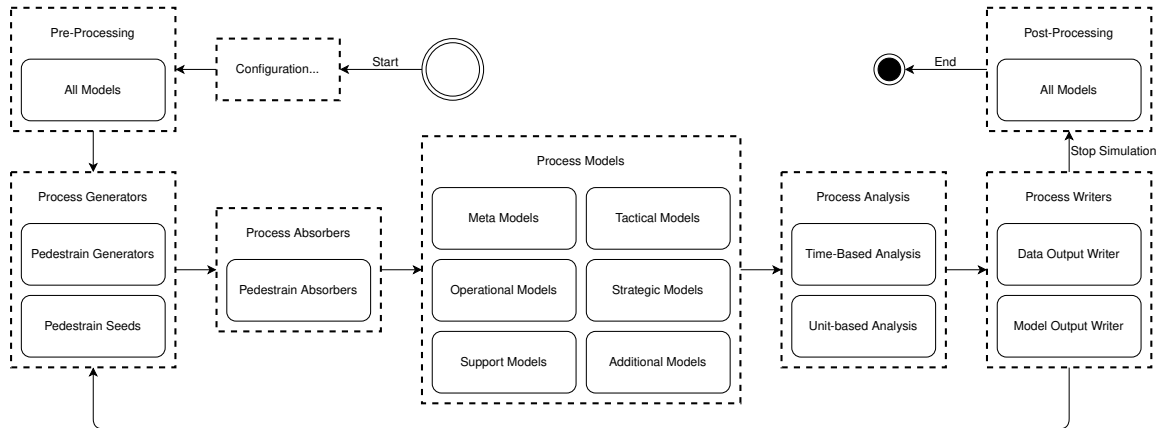 Pre-Processing
All Models
Configuration...
Start
End
Post-Processing
All Models
Stop Simulation
Process Generators
Pedestrain Generators
Pedestrain Seeds
Process Absorbers
Pedestrain Absorbers
Process Models
Meta Models
Tactical Models
Operational Models
Strategic Models
Support Models
Additional Models
Process Analysis
Time-Based Analysis
Unit-based Analysis
Process Writers
Data Output Writer
Model Output Writer